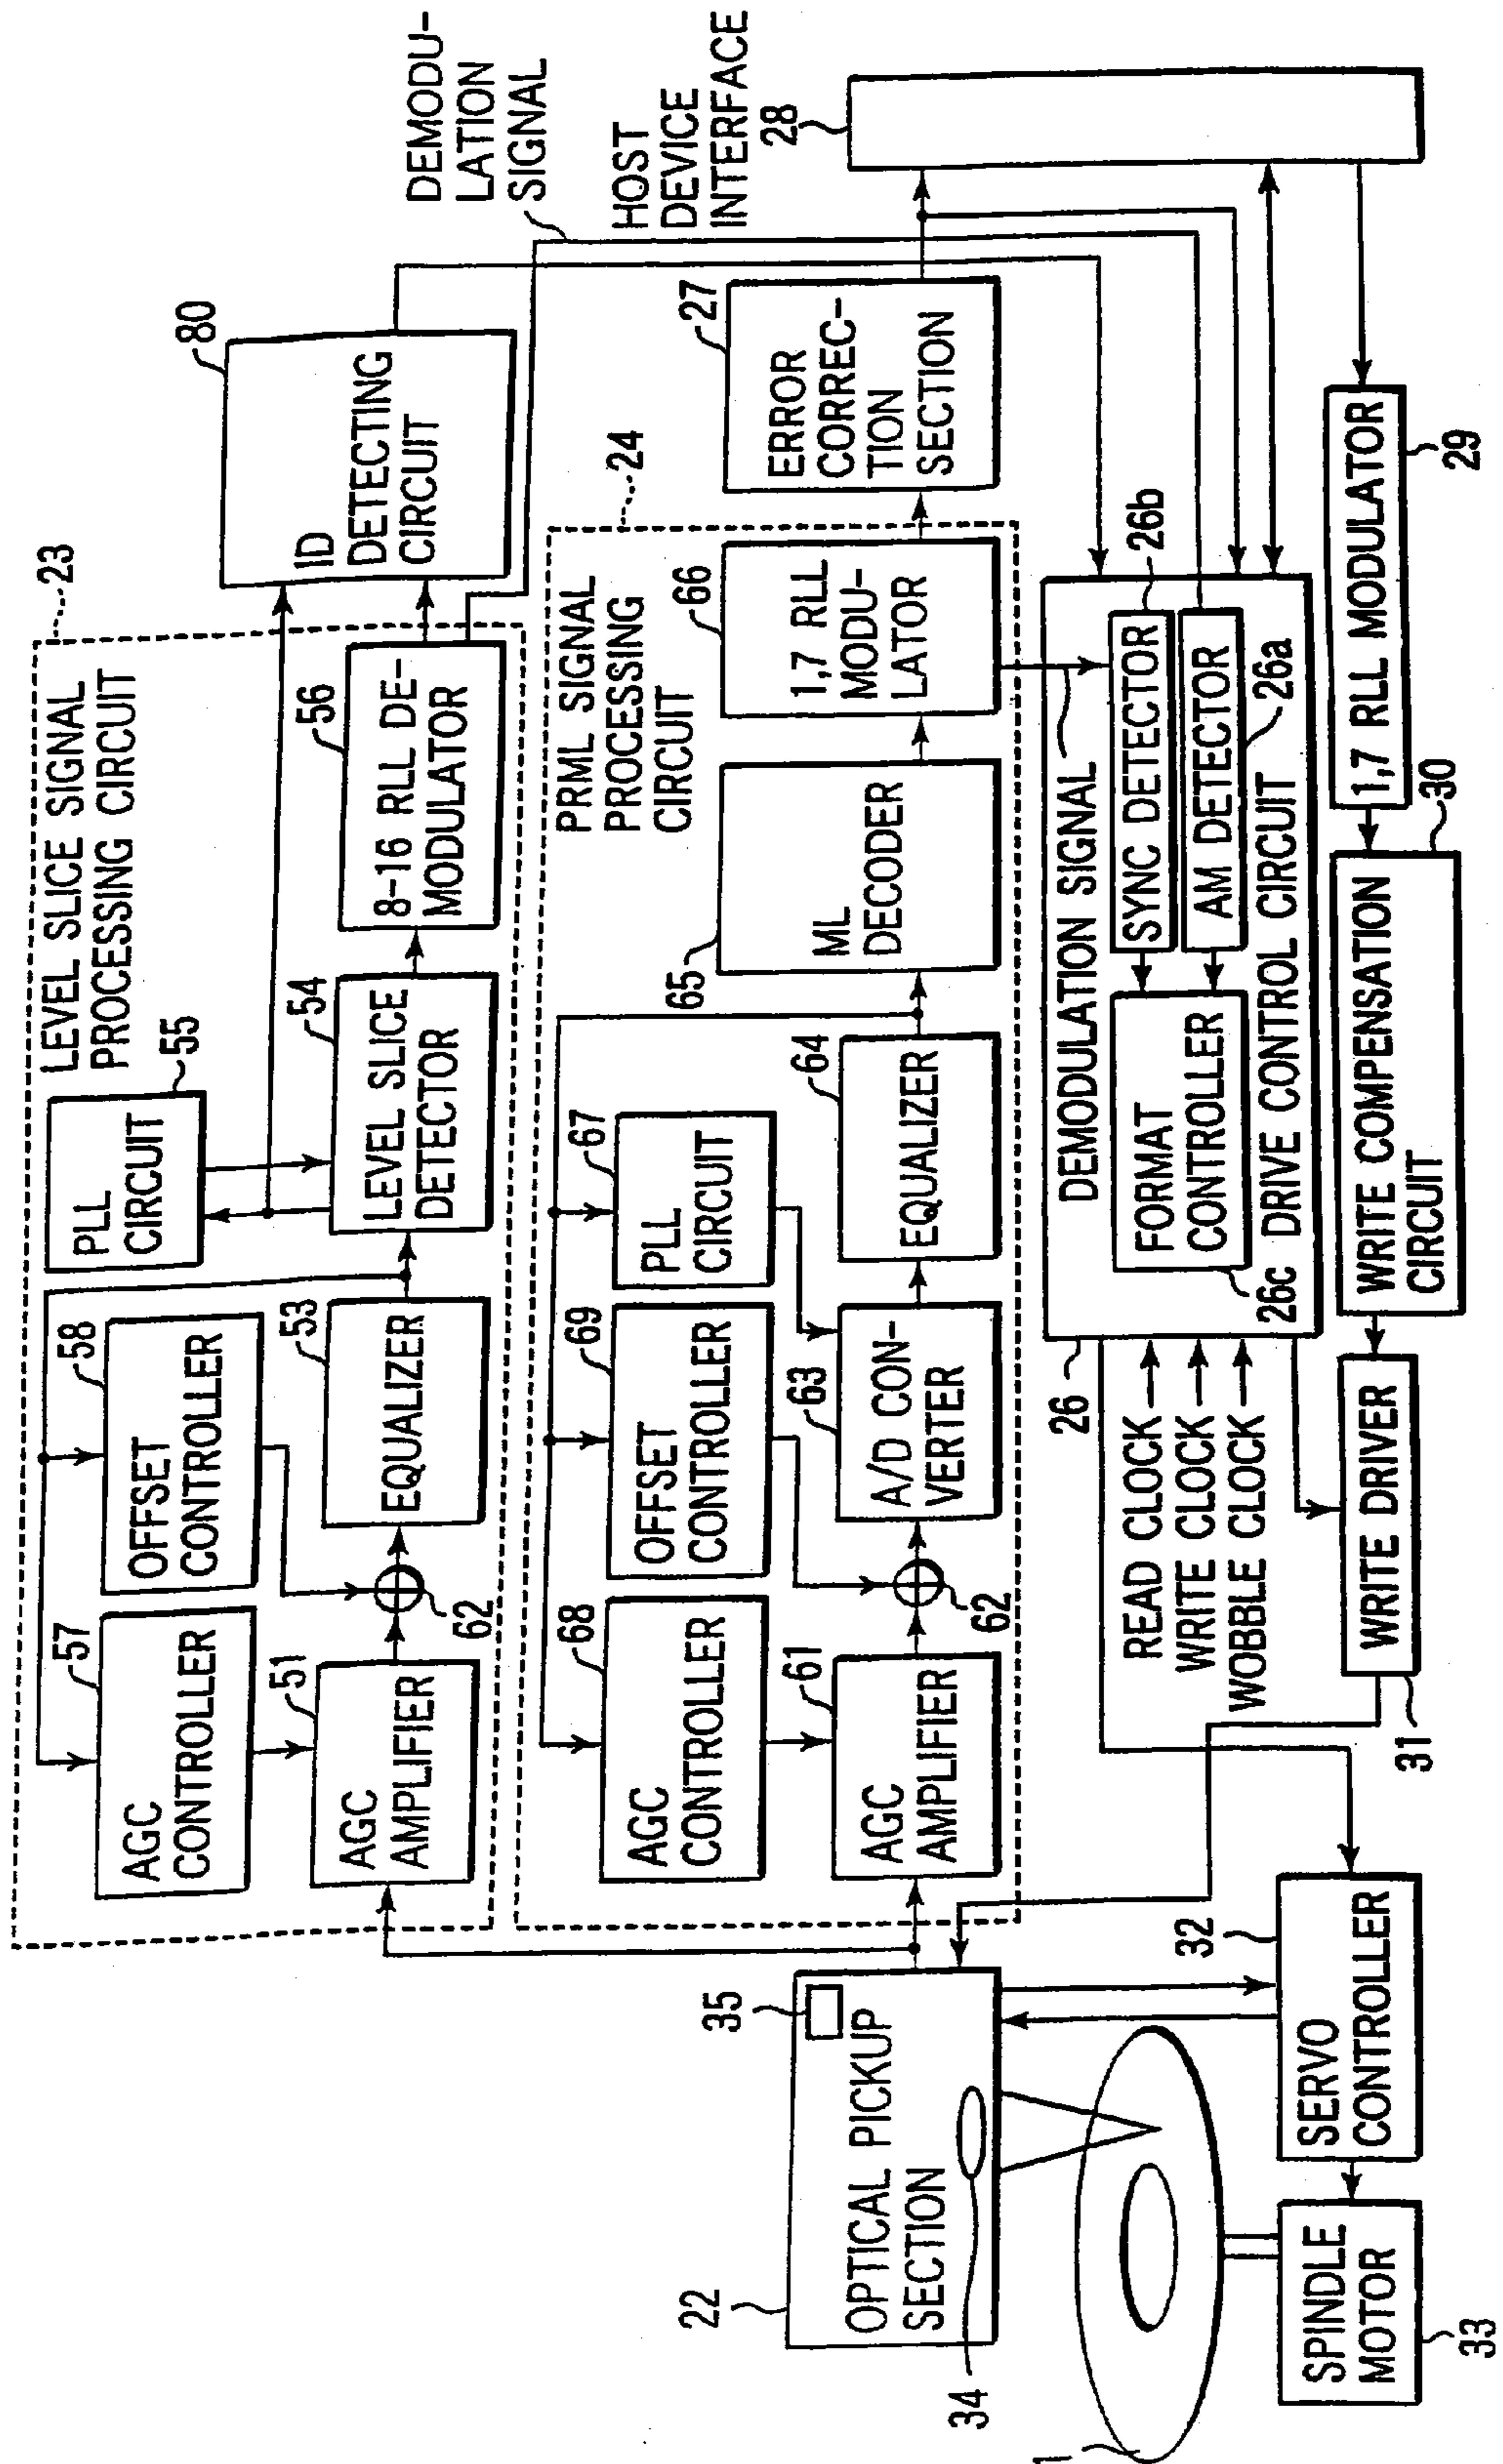 LEVEL SLICE SIGNAL
PROCESSING CIRCUIT
23
57
AGC
CONTROLLER
58
OFFSET
CONTROLLER
PLL
CIRCUIT
55
51
AGC
AMPLIFIER
62
53
EQUALIZER
54
LEVEL SLICE
DETECTOR
56
8-16 RLL DE-
MODULATOR
80
ID
DETECTING
CIRCUIT
DEMODU-
LATION
SIGNAL
PRML SIGNAL
PROCESSING
CIRCUIT
24
68
AGC
CONTROLLER
69
OFFSET
CONTROLLER
67
PLL
CIRCUIT
61
AGC
AMPLIFIER
62
63
A/D CON-
VERTER
64
EQUALIZER
65
ML
DECODER
66
1,7 RLL
MODU-
LATOR
27
ERROR
CORREC-
TION
SECTION
HOST
DEVICE
INTERFACE
28
22
35
OPTICAL PICKUP
SECTION
34
1
DEMODULATION SIGNAL
26
READ CLOCK
WRITE CLOCK
WOBBLE CLOCK
FORMAT
CONTROLLER
26c
SYNC DETECTOR
26b
AM DETECTOR
26a
DRIVE CONTROL CIRCUIT
32
SERVO
CONTROLLER
SPINDLE
MOTOR
33
WRITE DRIVER
31
WRITE COMPENSATION
CIRCUIT
30
1,7 RLL MODULATOR
29